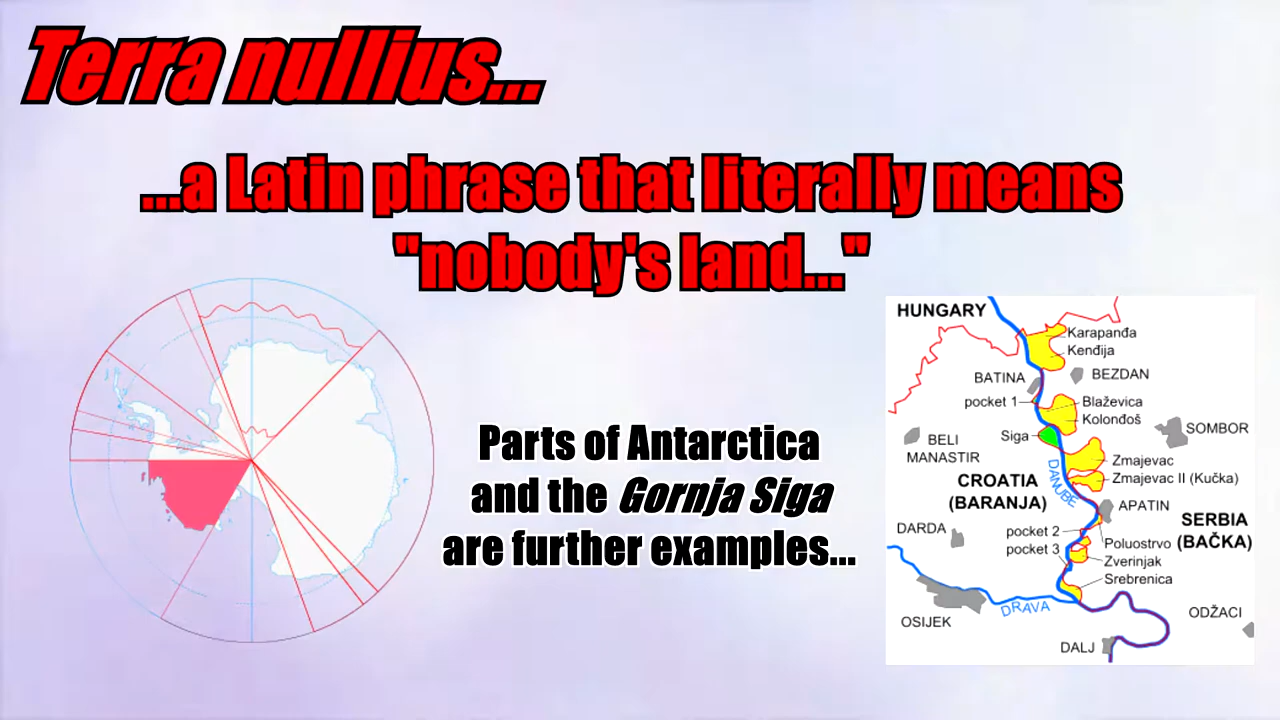 Terra nullius...
...a Latin phrase that literally means
"nobody's land..."
Parts of Antarctica
and the Gornja Siga
are further examples...
HUNGARY
Karapanđa
Kenđija
BATINA
BEZDAN
pocket 1
Blaževica
Kolonđoš
Siga
SOMBOR
BELI
MANASTIR
Zmajevac
Zmajevac II (Kučka)
DANUBE
CROATIA
(BARANJA)
APATIN
SERBIA
(BAČKA)
DARDA
pocket 2
pocket 3
Poluostrvo
Zverinjak
Srebrenica
DRAVA
OSIJEK
ODŽACI
DALJ